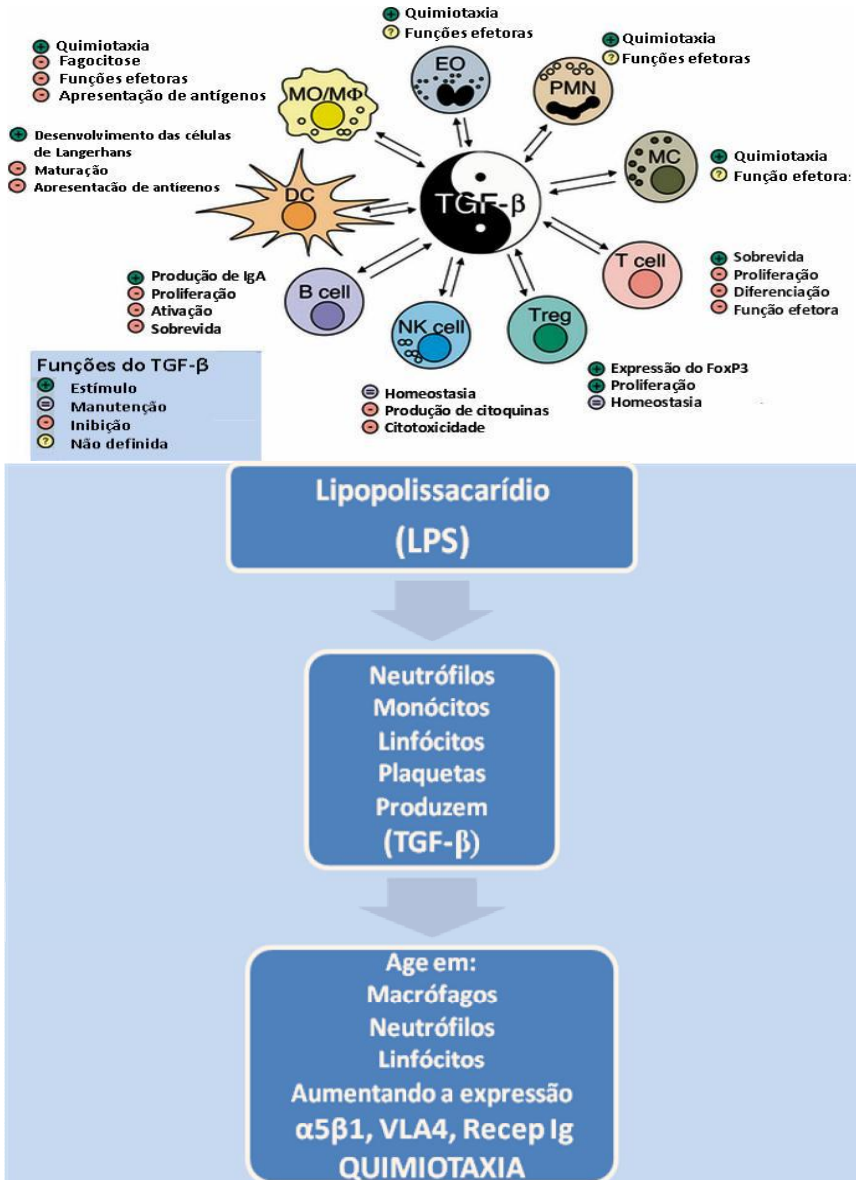 + Quimiotaxia
- Fagocitose
- Funções efetoras
- Apresentação de antígenos
MO/MΦ
+ Quimiotaxia
? Funções efetoras
EO
+ Quimiotaxia
? Funções efetoras
PMN
+ Desenvolvimento das células
de Langerhans
- Maturação
- Apresentação de antígenos
DC
TGF-β
MC
+ Quimiotaxia
? Função efetora:
+ Produção de IgA
- Proliferação
- Ativação
- Sobrevida
B cell
NK cell
Treg
T cell
+ Sobrevida
- Proliferação
- Diferenciação
- Função efetora
= Homeostasia
- Produção de citoquinas
- Citotoxicidade
+ Expressão do FoxP3
+ Proliferação
= Homeostasia
Funções do TGF-β
+ Estímulo
= Manutenção
- Inibição
? Não definida
Lipopolissacarídio
(LPS)
Neutrófilos
Monócitos
Linfócitos
Plaquetas
Produzem
(TGF-β)
Age em:
Macrófagos
Neutrófilos
Linfócitos
Aumentando a expressão
α5β1, VLA4, Recep Ig
QUIMIOTAXIA